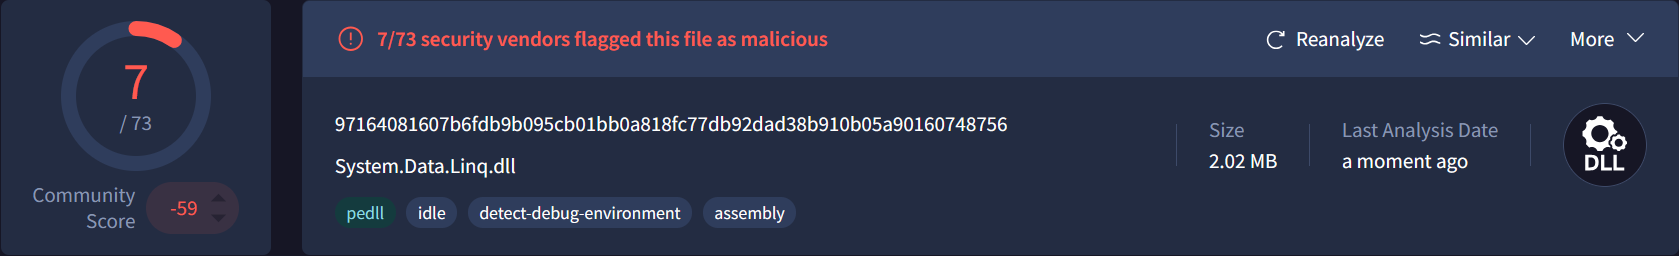 7
/ 73
Community Score
-59
7/73 security vendors flagged this file as malicious
Reanalyze
Similar
More
97164081607b6fdb9b095cb01bb0a818fc77db92dad38b910b05a90160748756
System.Data.Linq.dll
pedll
idle
detect-debug-environment
assembly
Size
2.02 MB
Last Analysis Date
a moment ago
DLL